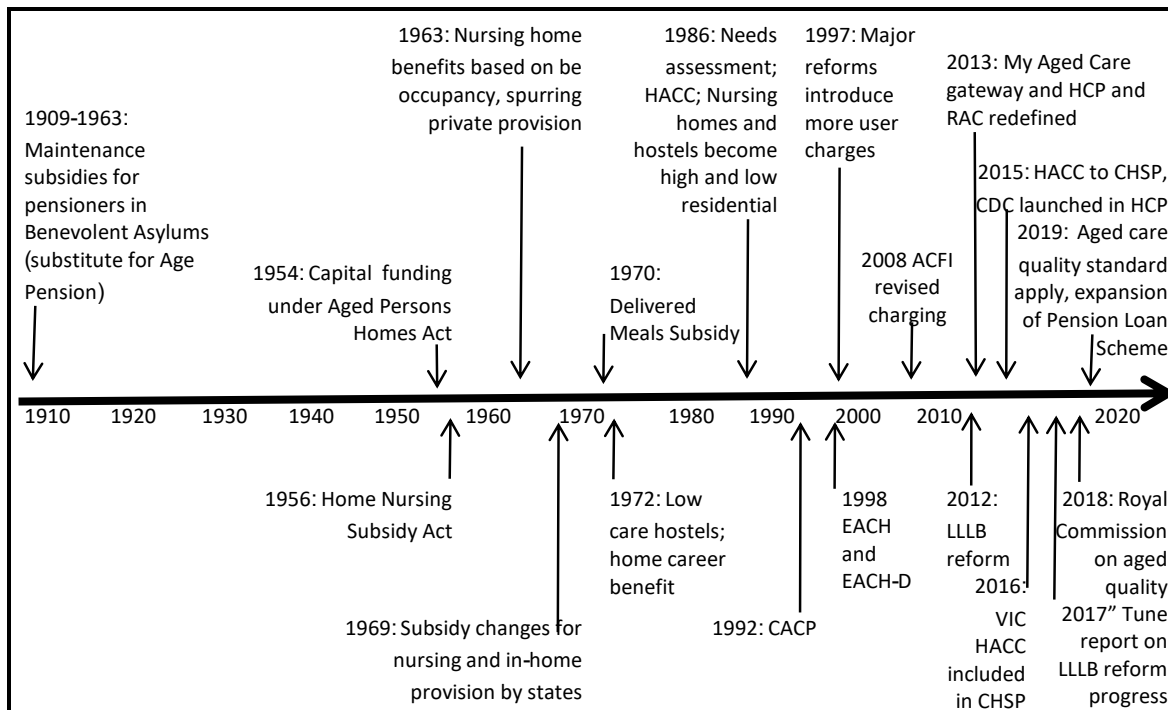 1909-1963:
Maintenance
subsidies for
pensioners in
Benevolent Asylums
(substitute for Age
Pension)
1954: Capital funding
under Aged Persons
Homes Act
1963: Nursing home
benefits based on be
occupancy, spurring
private provision
1970:
Delivered
Meals Subsidy
1986: Needs
assessment;
HACC; Nursing
homes and
hostels become
high and low
residential
1997: Major
reforms
introduce
more user
charges
2008 ACFI
revised
charging
2013: My Aged Care
gateway and HCP and
RAC redefined
2015: HACC to CHSP,
CDC launched in HCP
2019: Aged care
quality standard
apply, expansion
of Pension Loan
Scheme
1910 1920 1930 1940 1950 1960 1970 1980 1990 2000 2010 2020
1956: Home Nursing
Subsidy Act
1969: Subsidy changes for
nursing and in-home
provision by states
1972: Low
care hostels;
home career
benefit
1992: CACP
1998
EACH
and
EACH-D
2012:
LLLB
reform
2016:
VIC
HACC
included
in CHSP
2018: Royal
Commission
on aged
quality
2017” Tune
report on
LLLB reform
progress